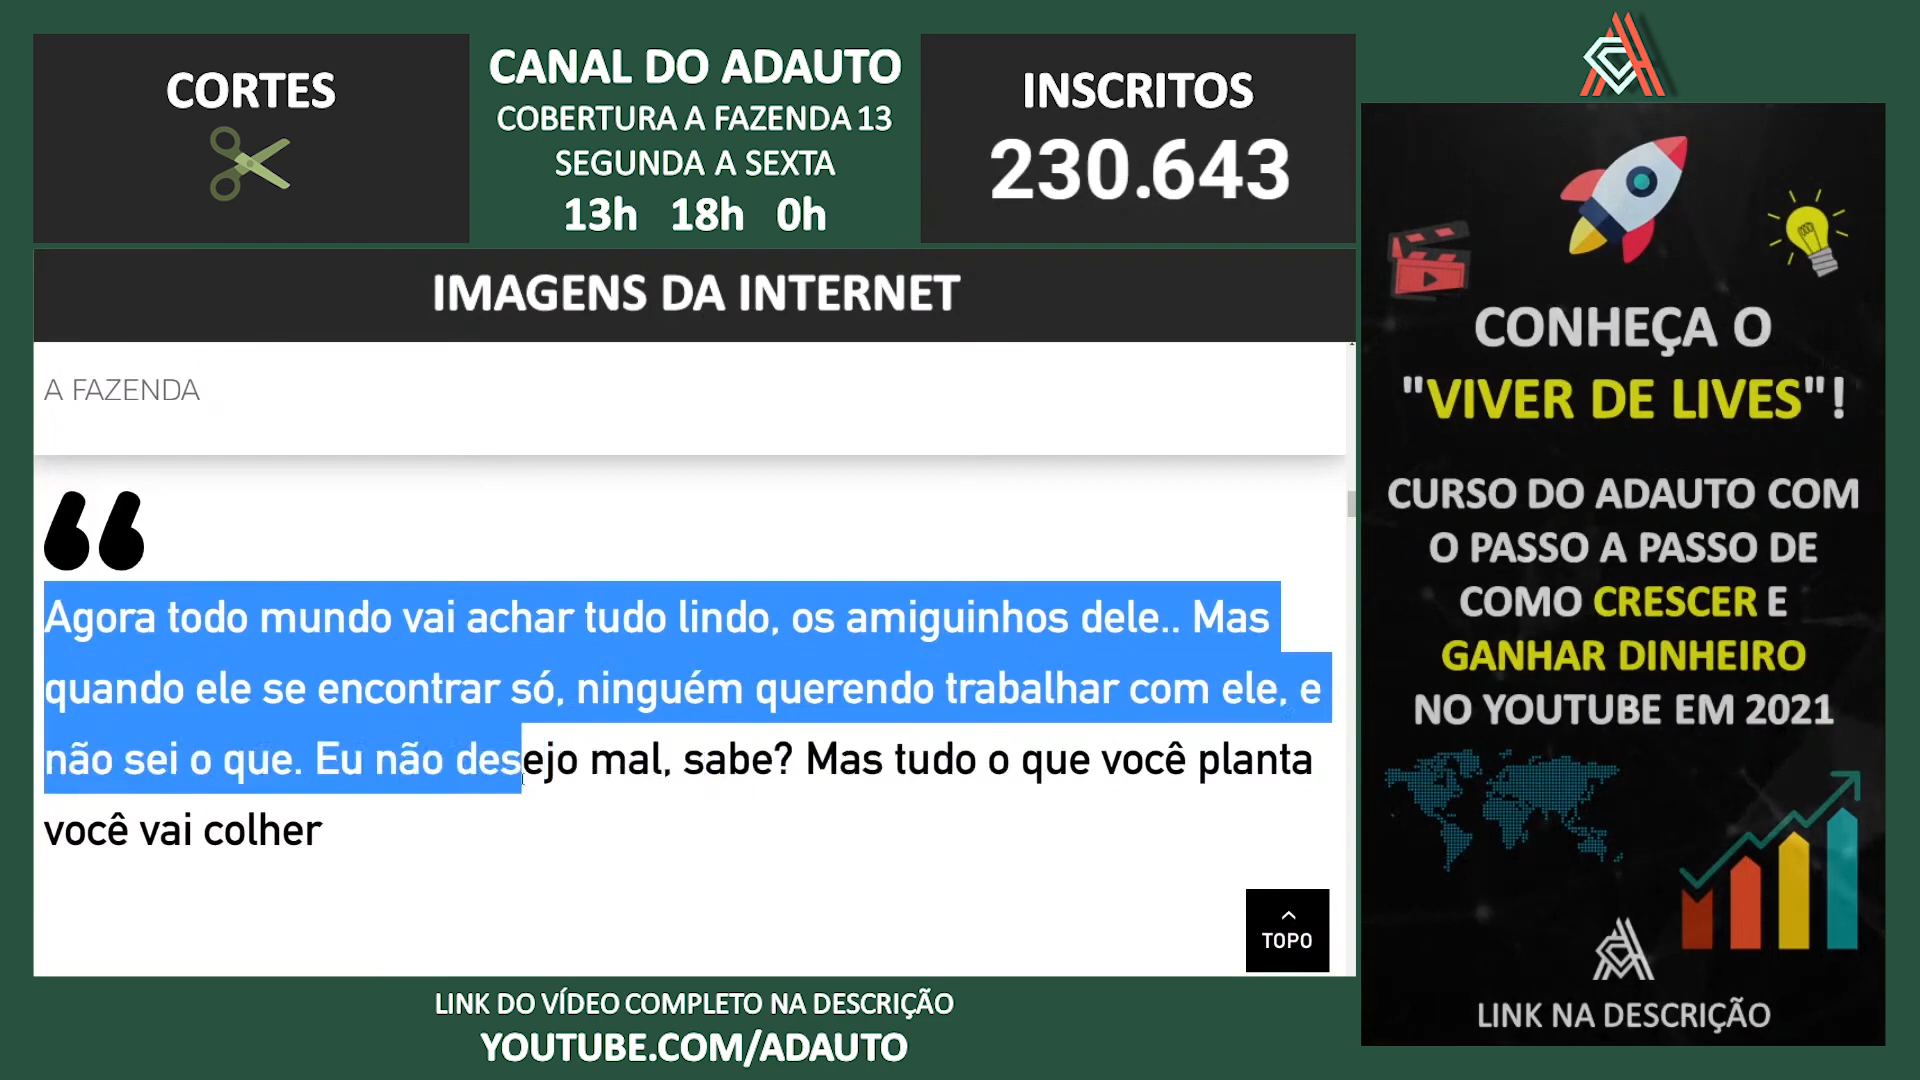 CORTES
CANAL DO ADAUTO
COBERTURA A FAZENDA 13
SEGUNDA A SEXTA
13h 18h 0h
INSCRITOS
230.643
IMAGENS DA INTERNET
A FAZENDA
Agora todo mundo vai achar tudo lindo, os amiguinhos dele.. Mas
quando ele se encontrar só, ninguém querendo trabalhar com ele, e
não sei o que. Eu não desejo mal, sabe? Mas tudo o que você planta
você vai colher
TOPO
LINK DO VÍDEO COMPLETO NA DESCRIÇÃO
YOUTUBE.COM/ADAUTO
CONHEÇA O
"VIVER DE LIVES"!
CURSO DO ADAUTO COM
O PASSO A PASSO DE
COMO CRESCER E
GANHAR DINHEIRO
NO YOUTUBE EM 2021
LINK NA DESCRIÇÃO